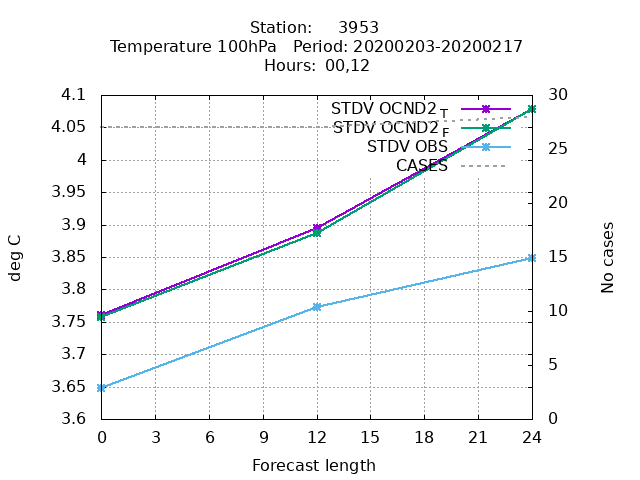 Station:     3953
Temperature 100hPa   Period: 20200203-20200217
Hours: 00,12
4.1
4.05
4
3.95
3.9
3.85
3.8
3.75
3.7
3.65
3.6
deg C
STDV OCND2 T
STDV OCND2 F
STDV OBS
CASES
30
25
20
15
10
5
0
No cases
0 3 6 9 12 15 18 21 24
Forecast length